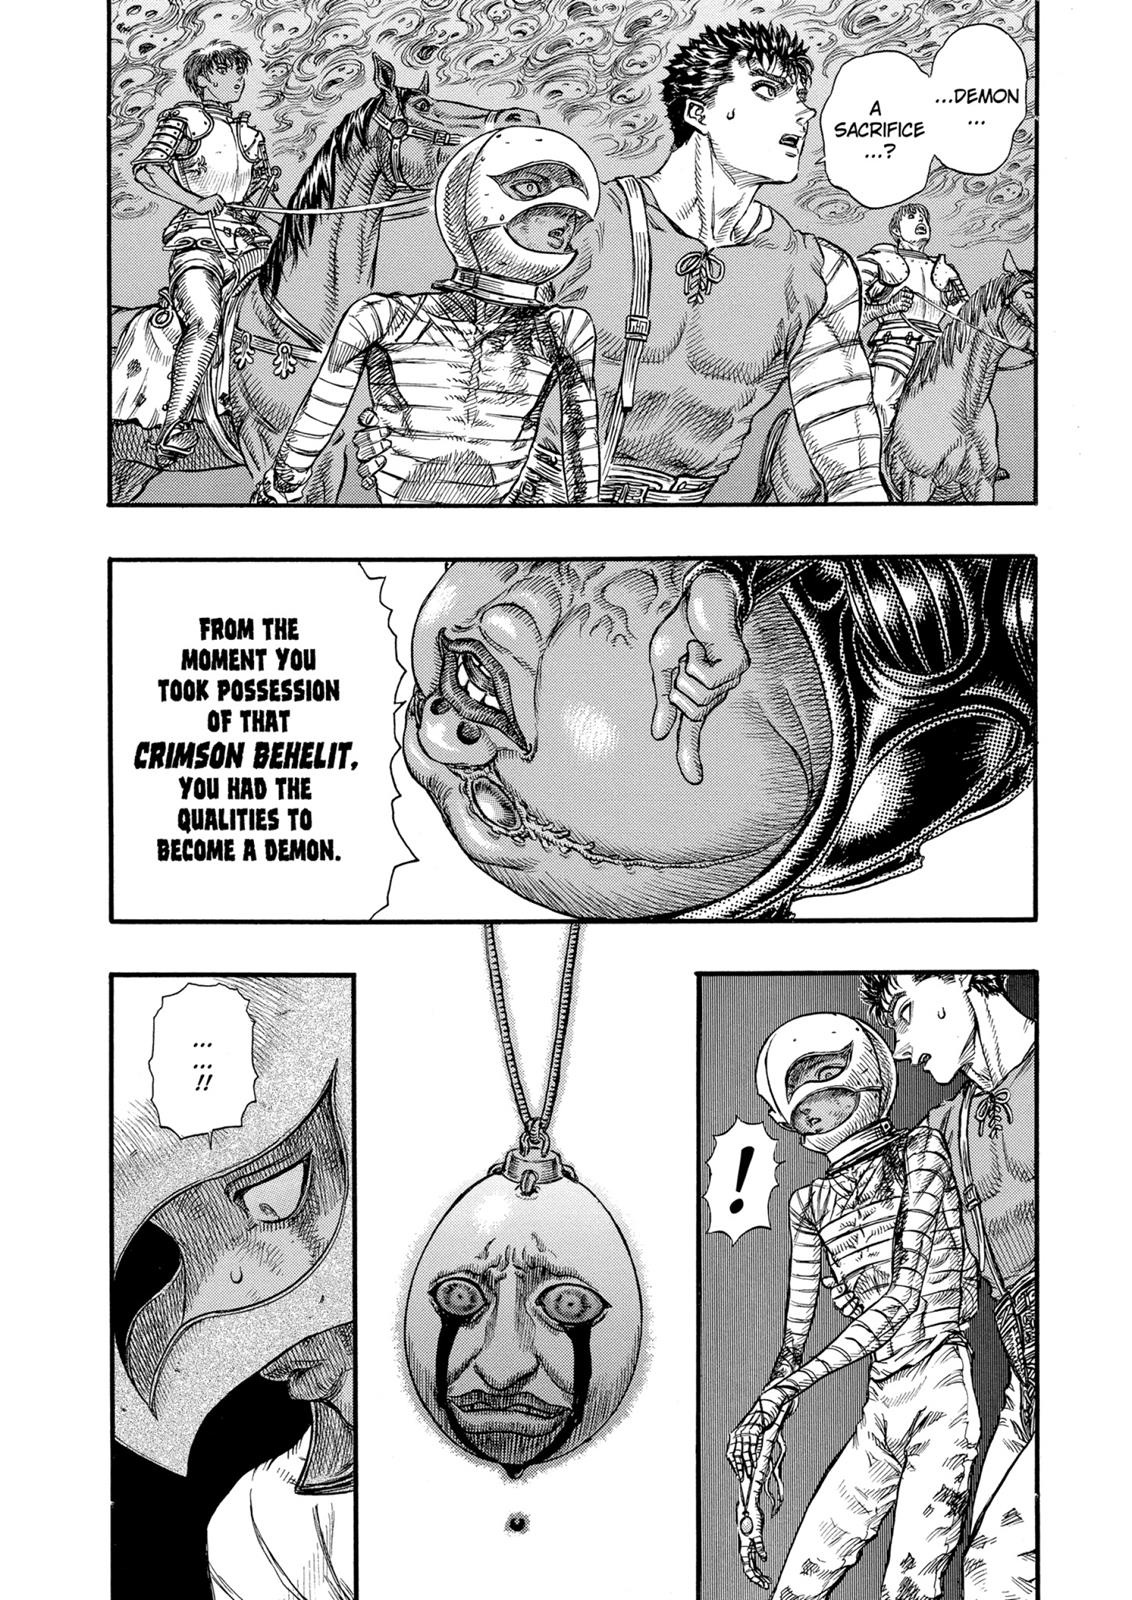 ...DEMON
...
A
SACRIFICE
...?
FROM THE
MOMENT YOU
TOOK POSSESSION
OF THAT
CRIMSON BEHELIT,
YOU HAD THE
QUALITIES TO
BECOME A DEMON.
!
...
...
!!